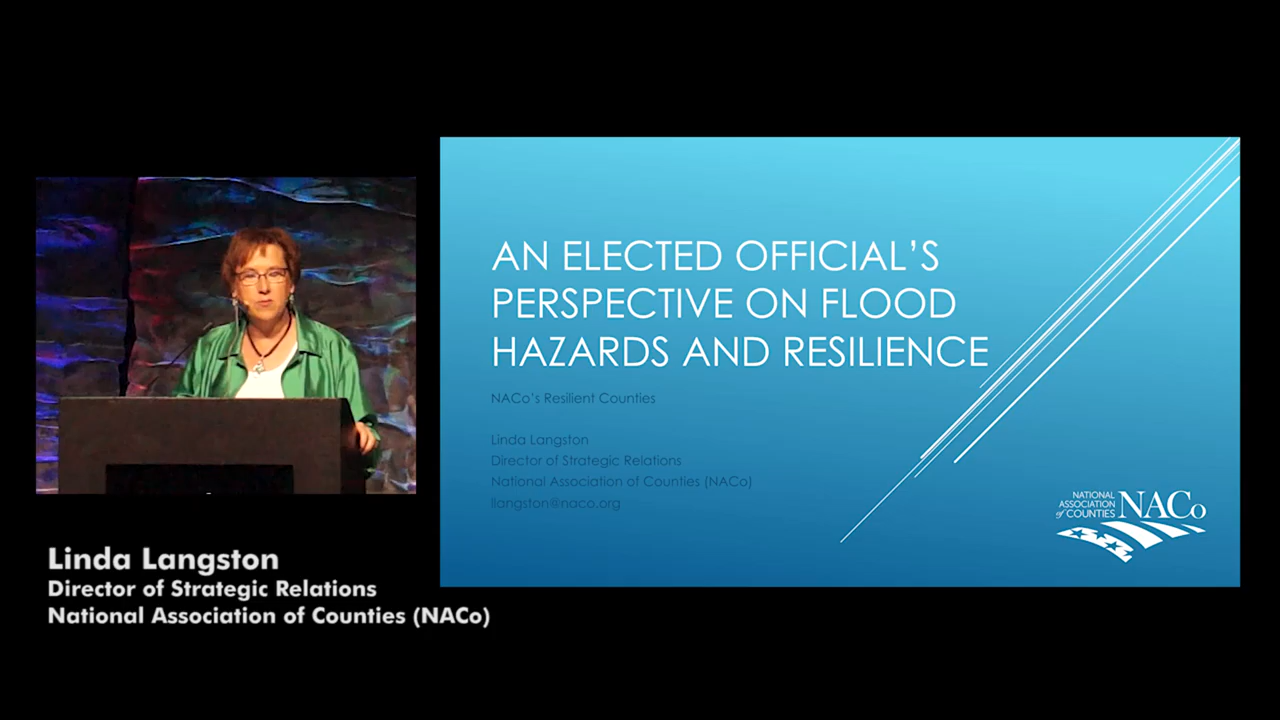 AN ELECTED OFFICIAL'S
PERSPECTIVE ON FLOOD
HAZARDS AND RESILIENCE
NACo's Resilient Counties
Linda Langston
Director of Strategic Relations
National Association of Counties (NACo)
llangston@naco.org
NATIONAL
ASSOCIATION
of COUNTIES
NACo
Linda Langston
Director of Strategic Relations
National Association of Counties (NACo)